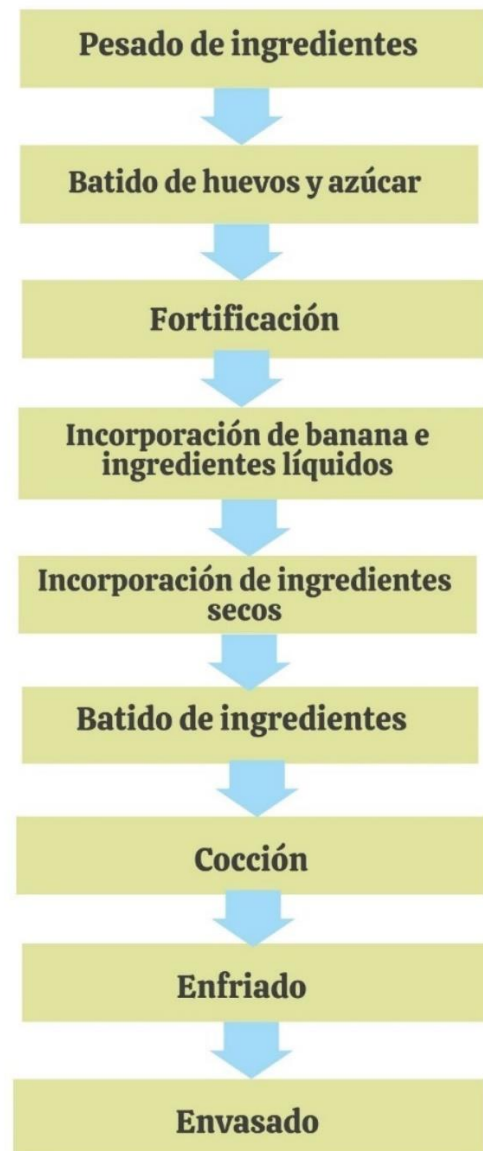 Pesado de ingredientes
Batido de huevos y azúcar
Fortificación
Incorporación de banana e
ingredientes líquidos
Incorporación de ingredientes
secos
Batido de ingredientes
Cocción
Enfriado
Envasado